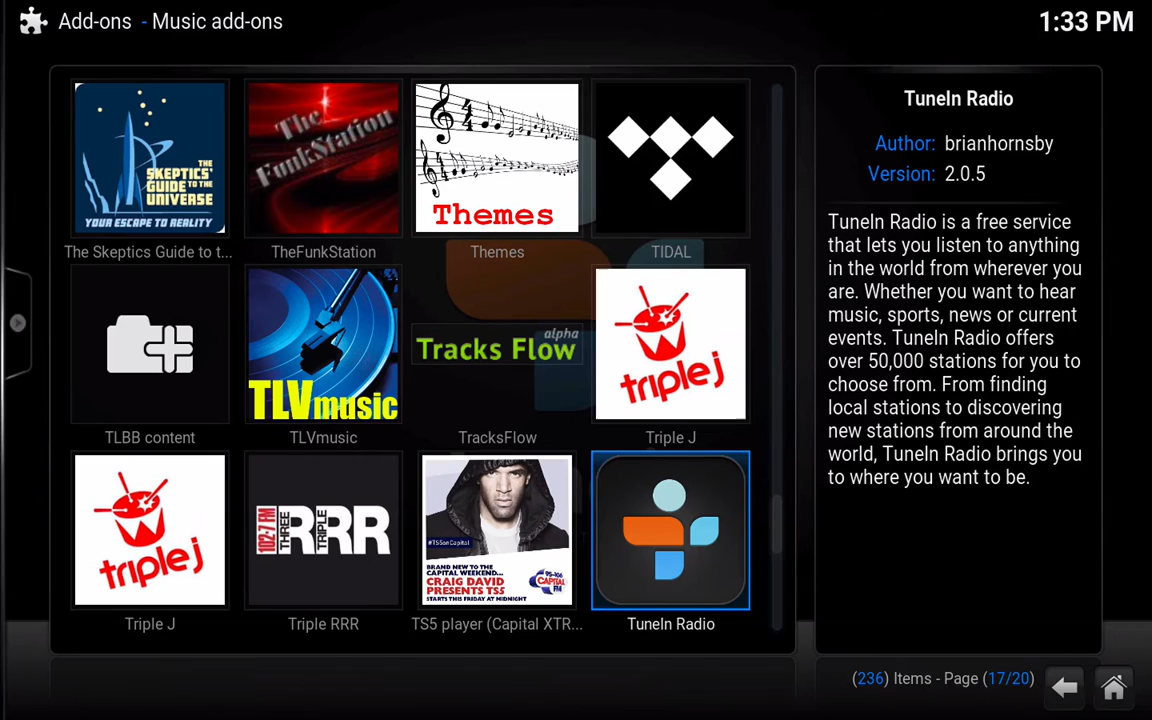 Add-ons - Music add-ons
1:33 PM
THE
SKEPTICS'
GUIDE TO THE
UNIVERSE
YOUR ESCAPE TO REALITY
The Skeptics Guide to t...
The
FunkStation
TheFunkStation
Themes
Themes
TIDAL
TLBB content
TLVmusic
TLVmusic
alpha
Tracks Flow
TracksFlow
triple j
Triple J
triple j
Triple J
102-7 FM
THREE
TRIPLE
RRR
Triple RRR
#TS5onCapital
BRAND NEW TO THE
CAPITAL WEEKEND...
CRAIG DAVID
PRESENTS TS5
STARTS THIS FRIDAY AT MIDNIGHT
95-106
CAPITAL
FM
TS5 player (Capital XTR...
TuneIn Radio
TuneIn Radio
Author: brianhornsby
Version: 2.0.5
TuneIn Radio is a free service
that lets you listen to anything
in the world from wherever you
are. Whether you want to hear
music, sports, news or current
events. TuneIn Radio offers
over 50,000 stations for you to
choose from. From finding
local stations to discovering
new stations from around the
world, TuneIn Radio brings you
to where you want to be.
(236) Items - Page (17/20)